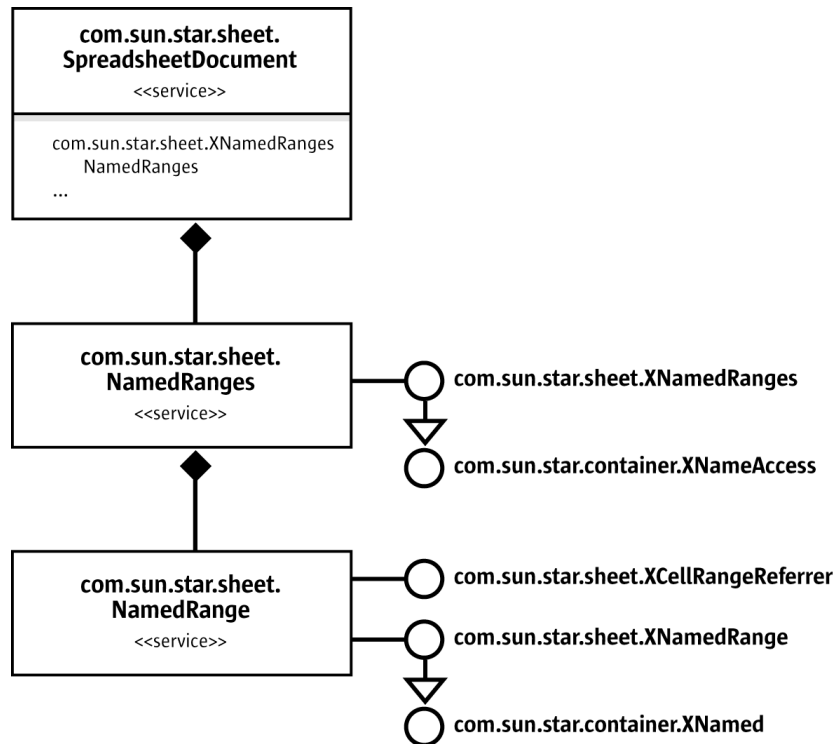 com.sun.star.sheet.
SpreadsheetDocument
<<service>>
com.sun.star.sheet.XNamedRanges
NamedRanges
...
com.sun.star.sheet.
NamedRanges
<<service>>
com.sun.star.sheet.XNamedRanges
com.sun.star.container.XNameAccess
com.sun.star.sheet.
NamedRange
<<service>>
com.sun.star.sheet.XCellRangeReferrer
com.sun.star.sheet.XNamedRange
com.sun.star.container.XNamed